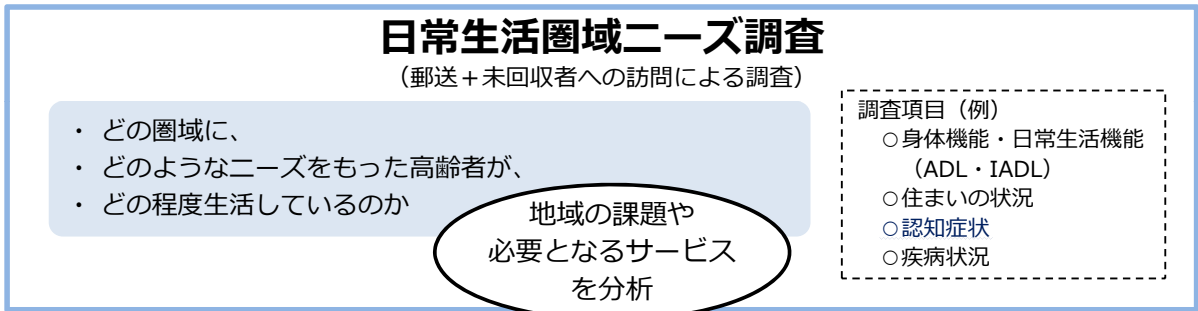 日常生活圏域ニーズ調査
（郵送＋未回収者への訪問による調査）
・ どの圏域に、
・ どのようなニーズをもった高齢者が、
・ どの程度生活しているのか
地域の課題や
必要となるサービス
を分析
調査項目（例）
○身体機能・日常生活機能
（ADL・IADL）
○住まいの状況
○認知症状
○疾病状況